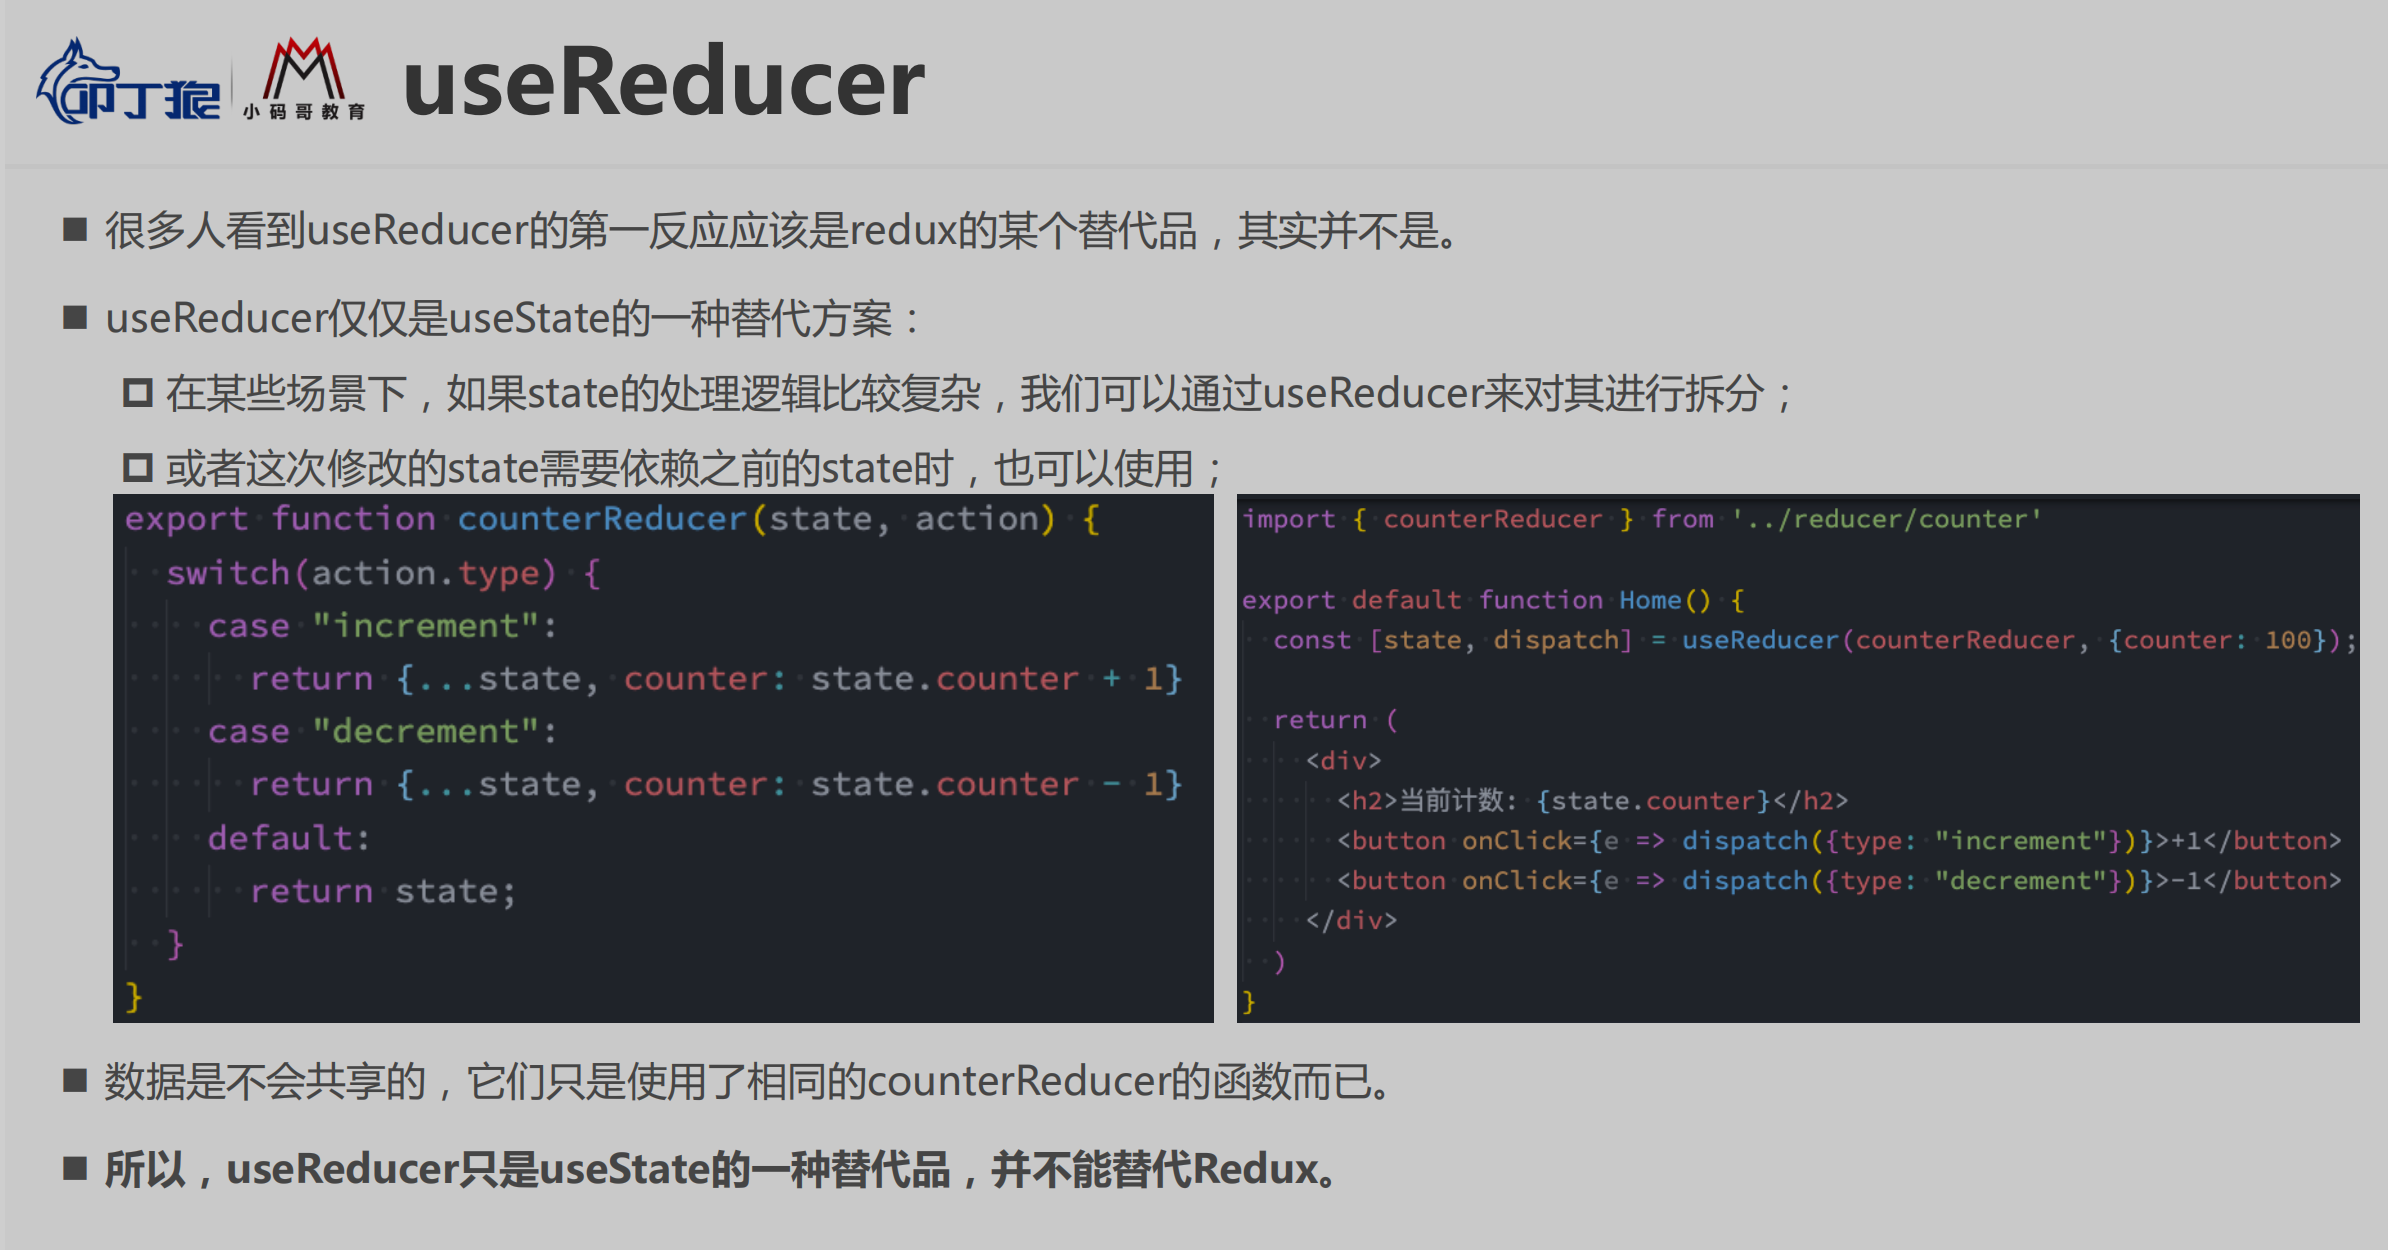 叩丁狼
小码哥教育
useReducer
很多人看到useReducer的第一反应应该是redux的某个替代品，其实并不是。
useReducer仅仅是useState的一种替代方案：
在某些场景下，如果state的处理逻辑比较复杂，我们可以通过useReducer来对其进行拆分；
或者这次修改的state需要依赖之前的state时，也可以使用；
export function counterReducer(state, action) {
  switch(action.type) {
    case "increment":
      return {...state, counter: state.counter + 1}
    case "decrement":
      return {...state, counter: state.counter - 1}
    default:
      return state;
  }
}
import { counterReducer } from '../reducer/counter'
export default function Home() {
  const [state, dispatch] = useReducer(counterReducer, {counter: 100});
  return (
    <div>
      <h2>当前计数: {state.counter}</h2>
      <button onClick={e => dispatch({type: "increment"})}>+1</button>
      <button onClick={e => dispatch({type: "decrement"})}>-1</button>
    </div>
  )
}
数据是不会共享的，它们只是使用了相同的counterReducer的函数而已。
所以，useReducer只是useState的一种替代品，并不能替代Redux。